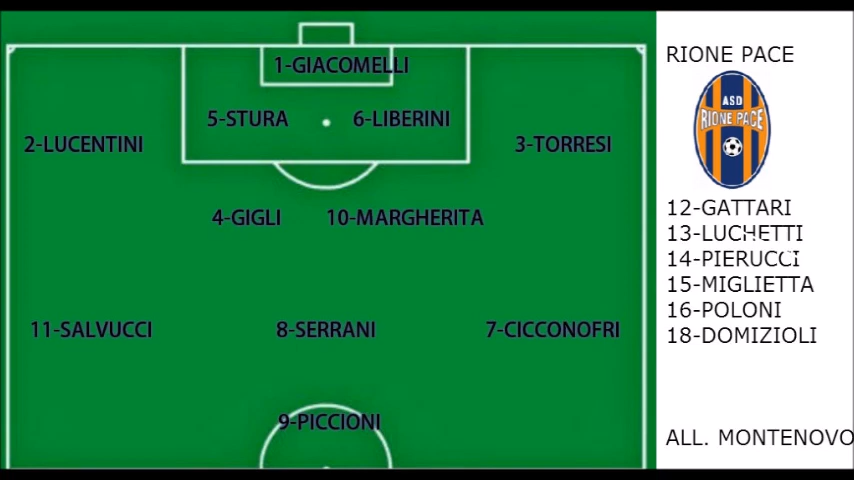 1-GIACOMELLI
5-STURA 6-LIBERINI
2-LUCENTINI 3-TORRESI
4-GIGLI 10-MARGHERITA
11-SALVUCCI 8-SERRANI 7-CICCONOFRI
9-PICCIONI
RIONE PACE
ASD
RIONE PACE
12-GATTARI
13-LUCHETTI
14-PIERUCCI
15-MIGLIETTA
16-POLONI
18-DOMIZIOLI
ALL. MONTENOVO